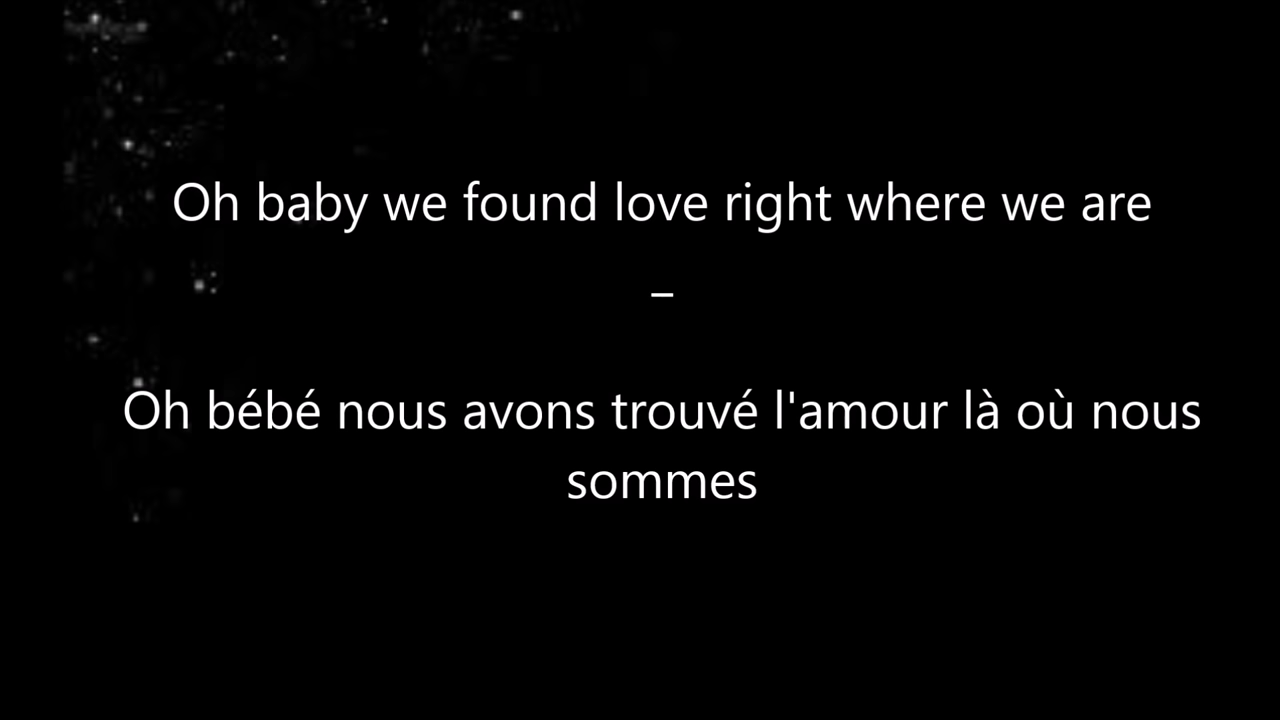 Oh baby we found love right where we are
–
Oh bébé nous avons trouvé l'amour là où nous
sommes